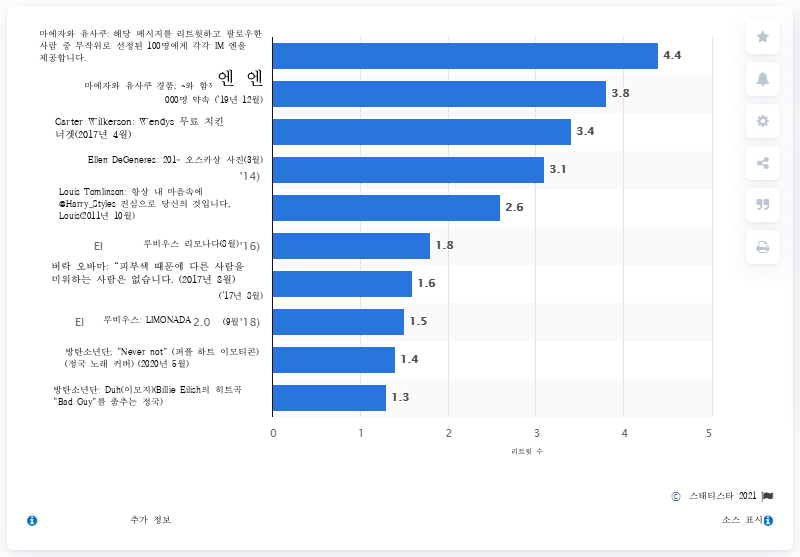 마에자와 유사쿠: 해당 메시지를 리트윗하고 팔로우한
사람 중 무작위로 선정된 100명에게 각각 1M 엔을
제공합니다.
4.4
마에자와 유사쿠 경품; ~와 함 엔 엔
000명 약속 ('19년 12월)
3.8
Carter Wilkerson: Wendys 무료 치킨
너겟(2017년 4월)
3.4
Ellen DeGeneres: 201- 오스카상 사진(3월)
'14)
3.1
Louis Tomlinson: 항상 내 마음속에
@Harry_Styles 진심으로 당신의 것입니다,
Louis(2011년 10월)
2.6
El 루비우스 리모나다(8월)'16)
1.8
버락 오바마: "피부색 때문에 다른 사람을
미워하는 사람은 없습니다. (2017년 8월)
('17년 8월)
1.6
El 루비우스: LIMONADA 2.0 (9월'18)
1.5
방탄소년단; "Never not" (퍼플 하트 이모티콘)
(정국 노래 커버) (2020년 5월)
1.4
방탄소년단; Duh(이모지)(Billie Eilish의 히트곡
"Bad Guy"를 춤추는 정국)
1.3
0 1 2 3 4 5
리트윗 수
© 스태티스타 2021
추가 정보 소스 표시